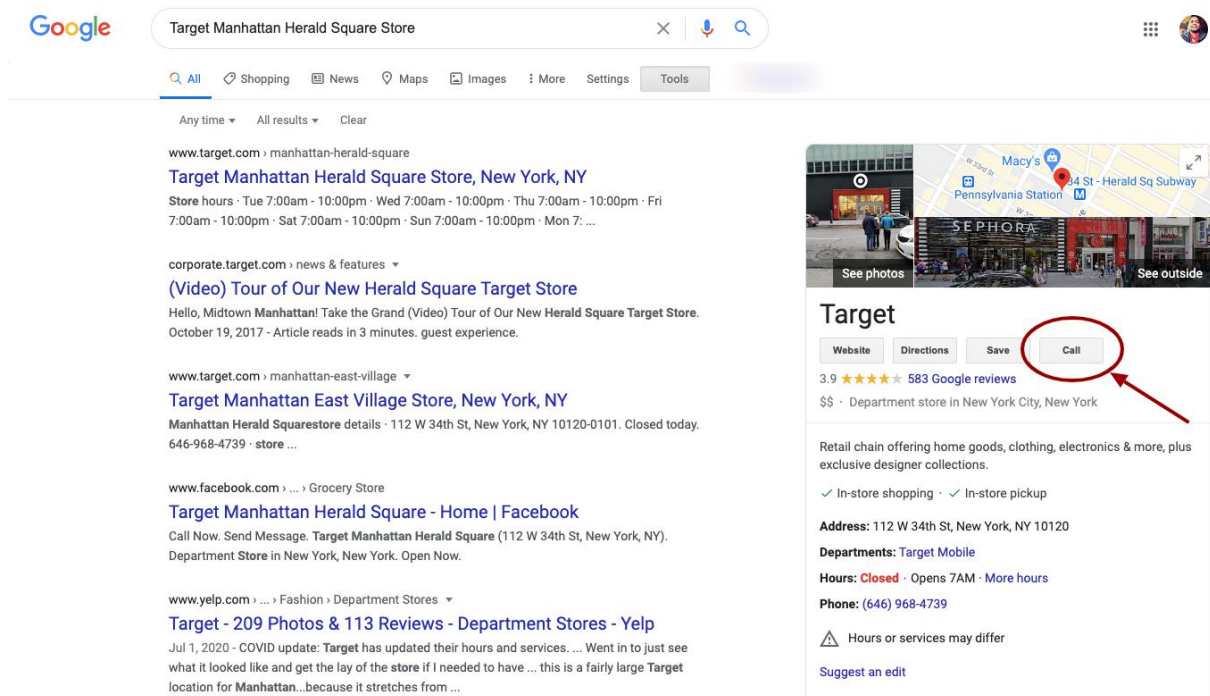 Google
Target Manhattan Herald Square Store
All Shopping News Maps Images More Settings Tools
Any time All results Clear
www.target.com › manhattan-herald-square
Target Manhattan Herald Square Store, New York, NY
Store hours · Tue 7:00am - 10:00pm · Wed 7:00am - 10:00pm · Thu 7:00am - 10:00pm · Fri
7:00am - 10:00pm · Sat 7:00am - 10:00pm · Sun 7:00am - 10:00pm · Mon 7: ...
corporate.target.com › news & features
(Video) Tour of Our New Herald Square Target Store
Hello, Midtown Manhattan! Take the Grand (Video) Tour of Our New Herald Square Target Store.
October 19, 2017 - Article reads in 3 minutes. guest experience.
www.target.com › manhattan-east-village
Target Manhattan East Village Store, New York, NY
Manhattan Herald Squarestore details · 112 W 34th St, New York, NY 10120-0101. Closed today.
646-968-4739 · store ...
www.facebook.com › ... › Grocery Store
Target Manhattan Herald Square - Home | Facebook
Call Now. Send Message. Target Manhattan Herald Square (112 W 34th St, New York, NY).
Department Store in New York, New York. Open Now.
www.yelp.com › ... › Fashion › Department Stores
Target - 209 Photos & 113 Reviews - Department Stores - Yelp
Jul 1, 2020 - COVID update: Target has updated their hours and services. ... Went in to just see
what it looked like and get the lay of the store if I needed to have ... this is a fairly large Target
location for Manhattan...because it stretches from ...
W 33rd St
Macy's
34 St - Herald Sq Subway
Pennsylvania Station M
SEPHORA
See photos
See outside
Target
Website Directions Save Call
3.9 583 Google reviews
$$ · Department store in New York City, New York
Retail chain offering home goods, clothing, electronics & more, plus
exclusive designer collections.
In-store shopping · In-store pickup
Address: 112 W 34th St, New York, NY 10120
Departments: Target Mobile
Hours: Closed · Opens 7AM · More hours
Phone: (646) 968-4739
Hours or services may differ
Suggest an edit